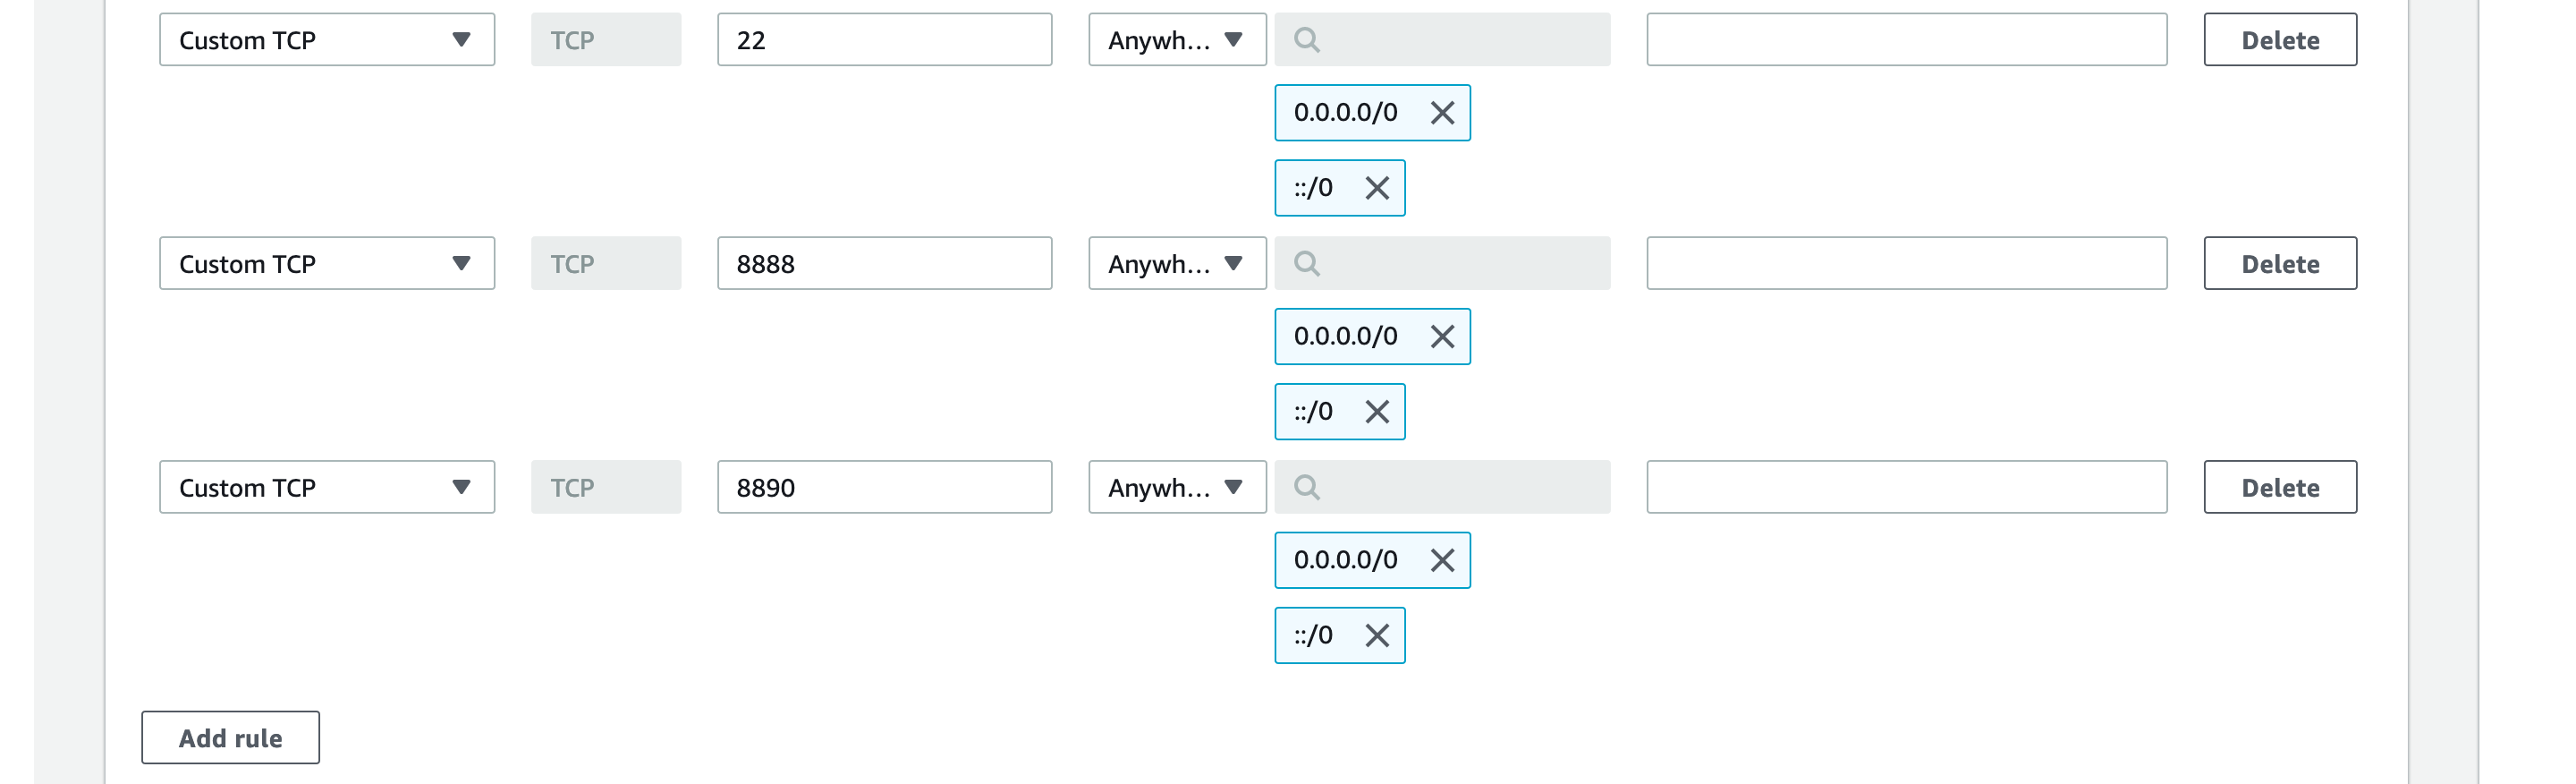 Custom TCP TCP 22 Anywh... Delete
0.0.0.0/0
::/0
Custom TCP TCP 8888 Anywh... Delete
0.0.0.0/0
::/0
Custom TCP TCP 8890 Anywh... Delete
0.0.0.0/0
::/0
Add rule